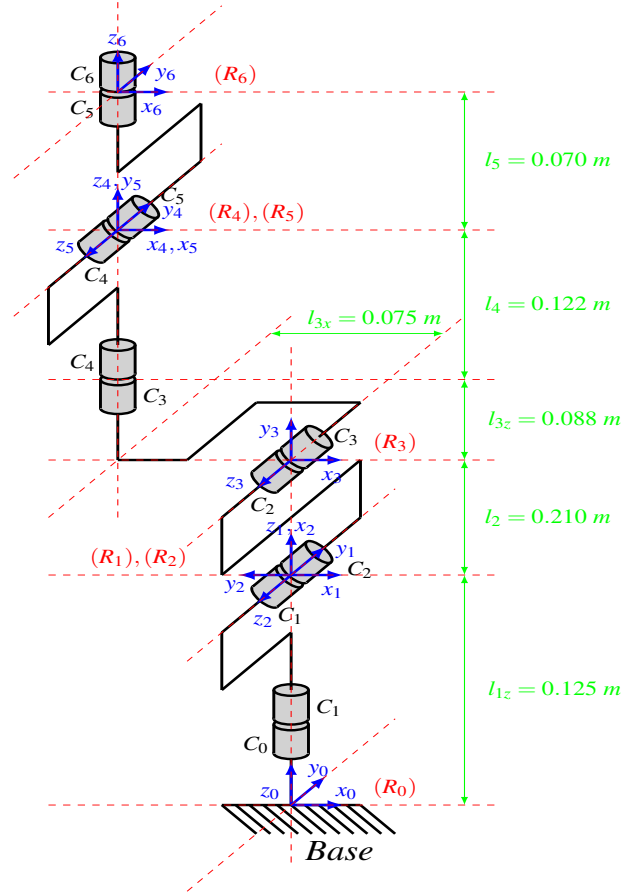 z₆
C₆ y₆ (R₆)
C₅ x₆
l₅ = 0.070 m
z₄, y₅ C₅
y₄ (R₄), (R₅)
z₅ x₄, x₅
C₄
l₄ = 0.122 m
l₃ₓ = 0.075 m
C₄
C₃
l₃z = 0.088 m
y₃ C₃
(R₃)
z₃ x₃
C₂
l₂ = 0.210 m
z₁, x₂
(R₁), (R₂) y₁
y₂ C₂
x₁
z₂ C₁
l₁z = 0.125 m
C₁
C₀
y₀
z₀ x₀ (R₀)
Base